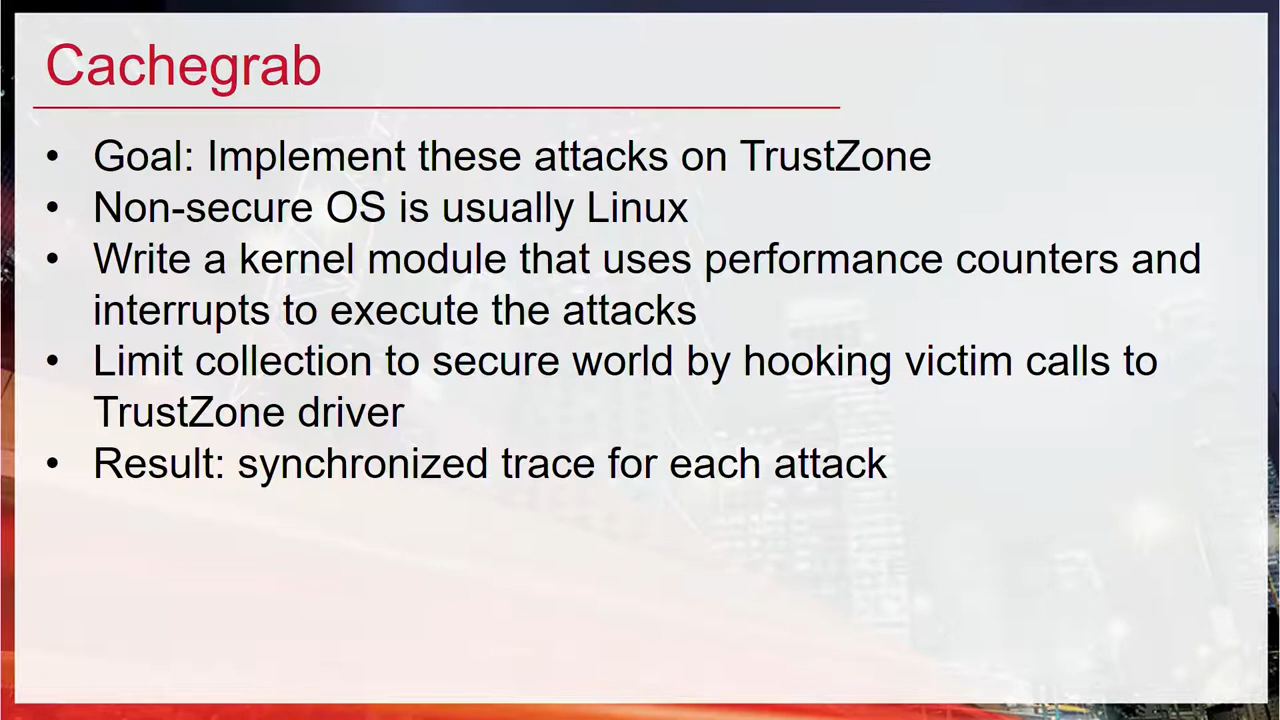 Cachegrab
• Goal: Implement these attacks on TrustZone
• Non-secure OS is usually Linux
• Write a kernel module that uses performance counters and
interrupts to execute the attacks
• Limit collection to secure world by hooking victim calls to
TrustZone driver
• Result: synchronized trace for each attack